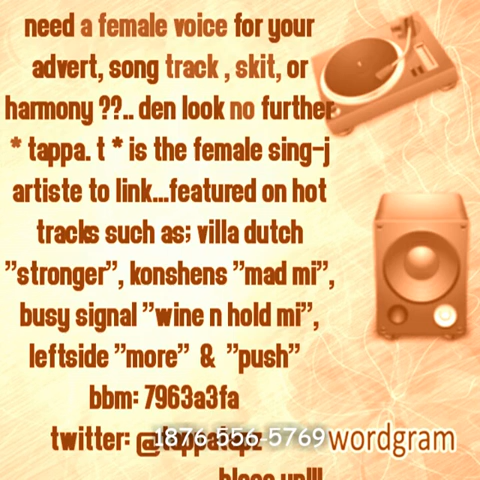 need a female voice for your
advert, song track , skit, or
harmony ??.. den look no further
* tappa. t * is the female sing-j
artiste to link...featured on hot
tracks such as; villa dutch
"stronger", konshens "mad mi",
busy signal "wine n hold mi",
leftside "more" & "push"
bbm: 7963a3fa
twitter:
1876 556-5769 wordgram